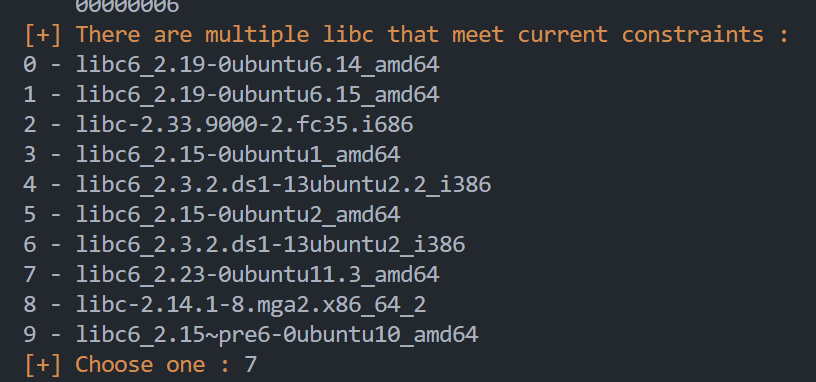 00000006
[+] There are multiple libc that meet current constraints :
0 - libc6_2.19-0ubuntu6.14_amd64
1 - libc6_2.19-0ubuntu6.15_amd64
2 - libc-2.33.9000-2.fc35.i686
3 - libc6_2.15-0ubuntu1_amd64
4 - libc6_2.3.2.ds1-13ubuntu2.2_i386
5 - libc6_2.15-0ubuntu2_amd64
6 - libc6_2.3.2.ds1-13ubuntu2_i386
7 - libc6_2.23-0ubuntu11.3_amd64
8 - libc-2.14.1-8.mga2.x86_64_2
9 - libc6_2.15~pre6-0ubuntu10_amd64
[+] Choose one : 7